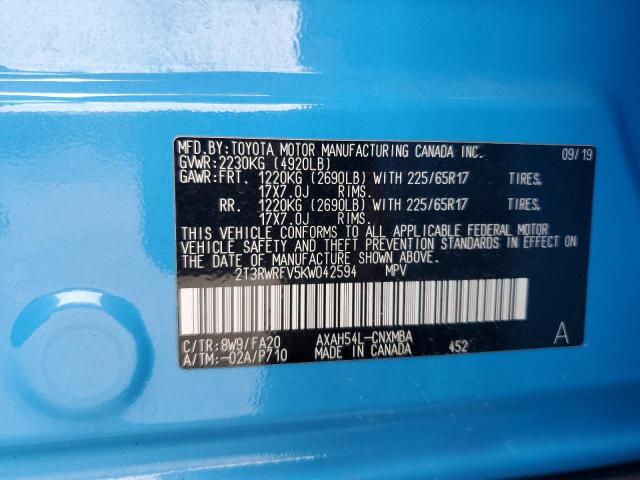 MFD.BY:TOYOTA MOTOR MANUFACTURING CANADA INC. 09/19
GVWR:2230KG (4920LB)
GAWR:FRT. 1220KG (2690LB) WITH 225/65R17 TIRES,
17X7.0J RIMS.
RR. 1220KG (2690LB) WITH 225/65R17 TIRES,
17X7.0J RIMS.
THIS VEHICLE CONFORMS TO ALL APPLICABLE FEDERAL MOTOR
VEHICLE SAFETY AND THEFT PREVENTION STANDARDS IN EFFECT
ON THE DATE OF MANUFACTURE SHOWN ABOVE.
2T3RWRFV5KW042594 MPV
C/TR:8W9/FA20 AXAH54L-CNXMBA A
A/TM:-02A/P710 MADE IN CANADA 452